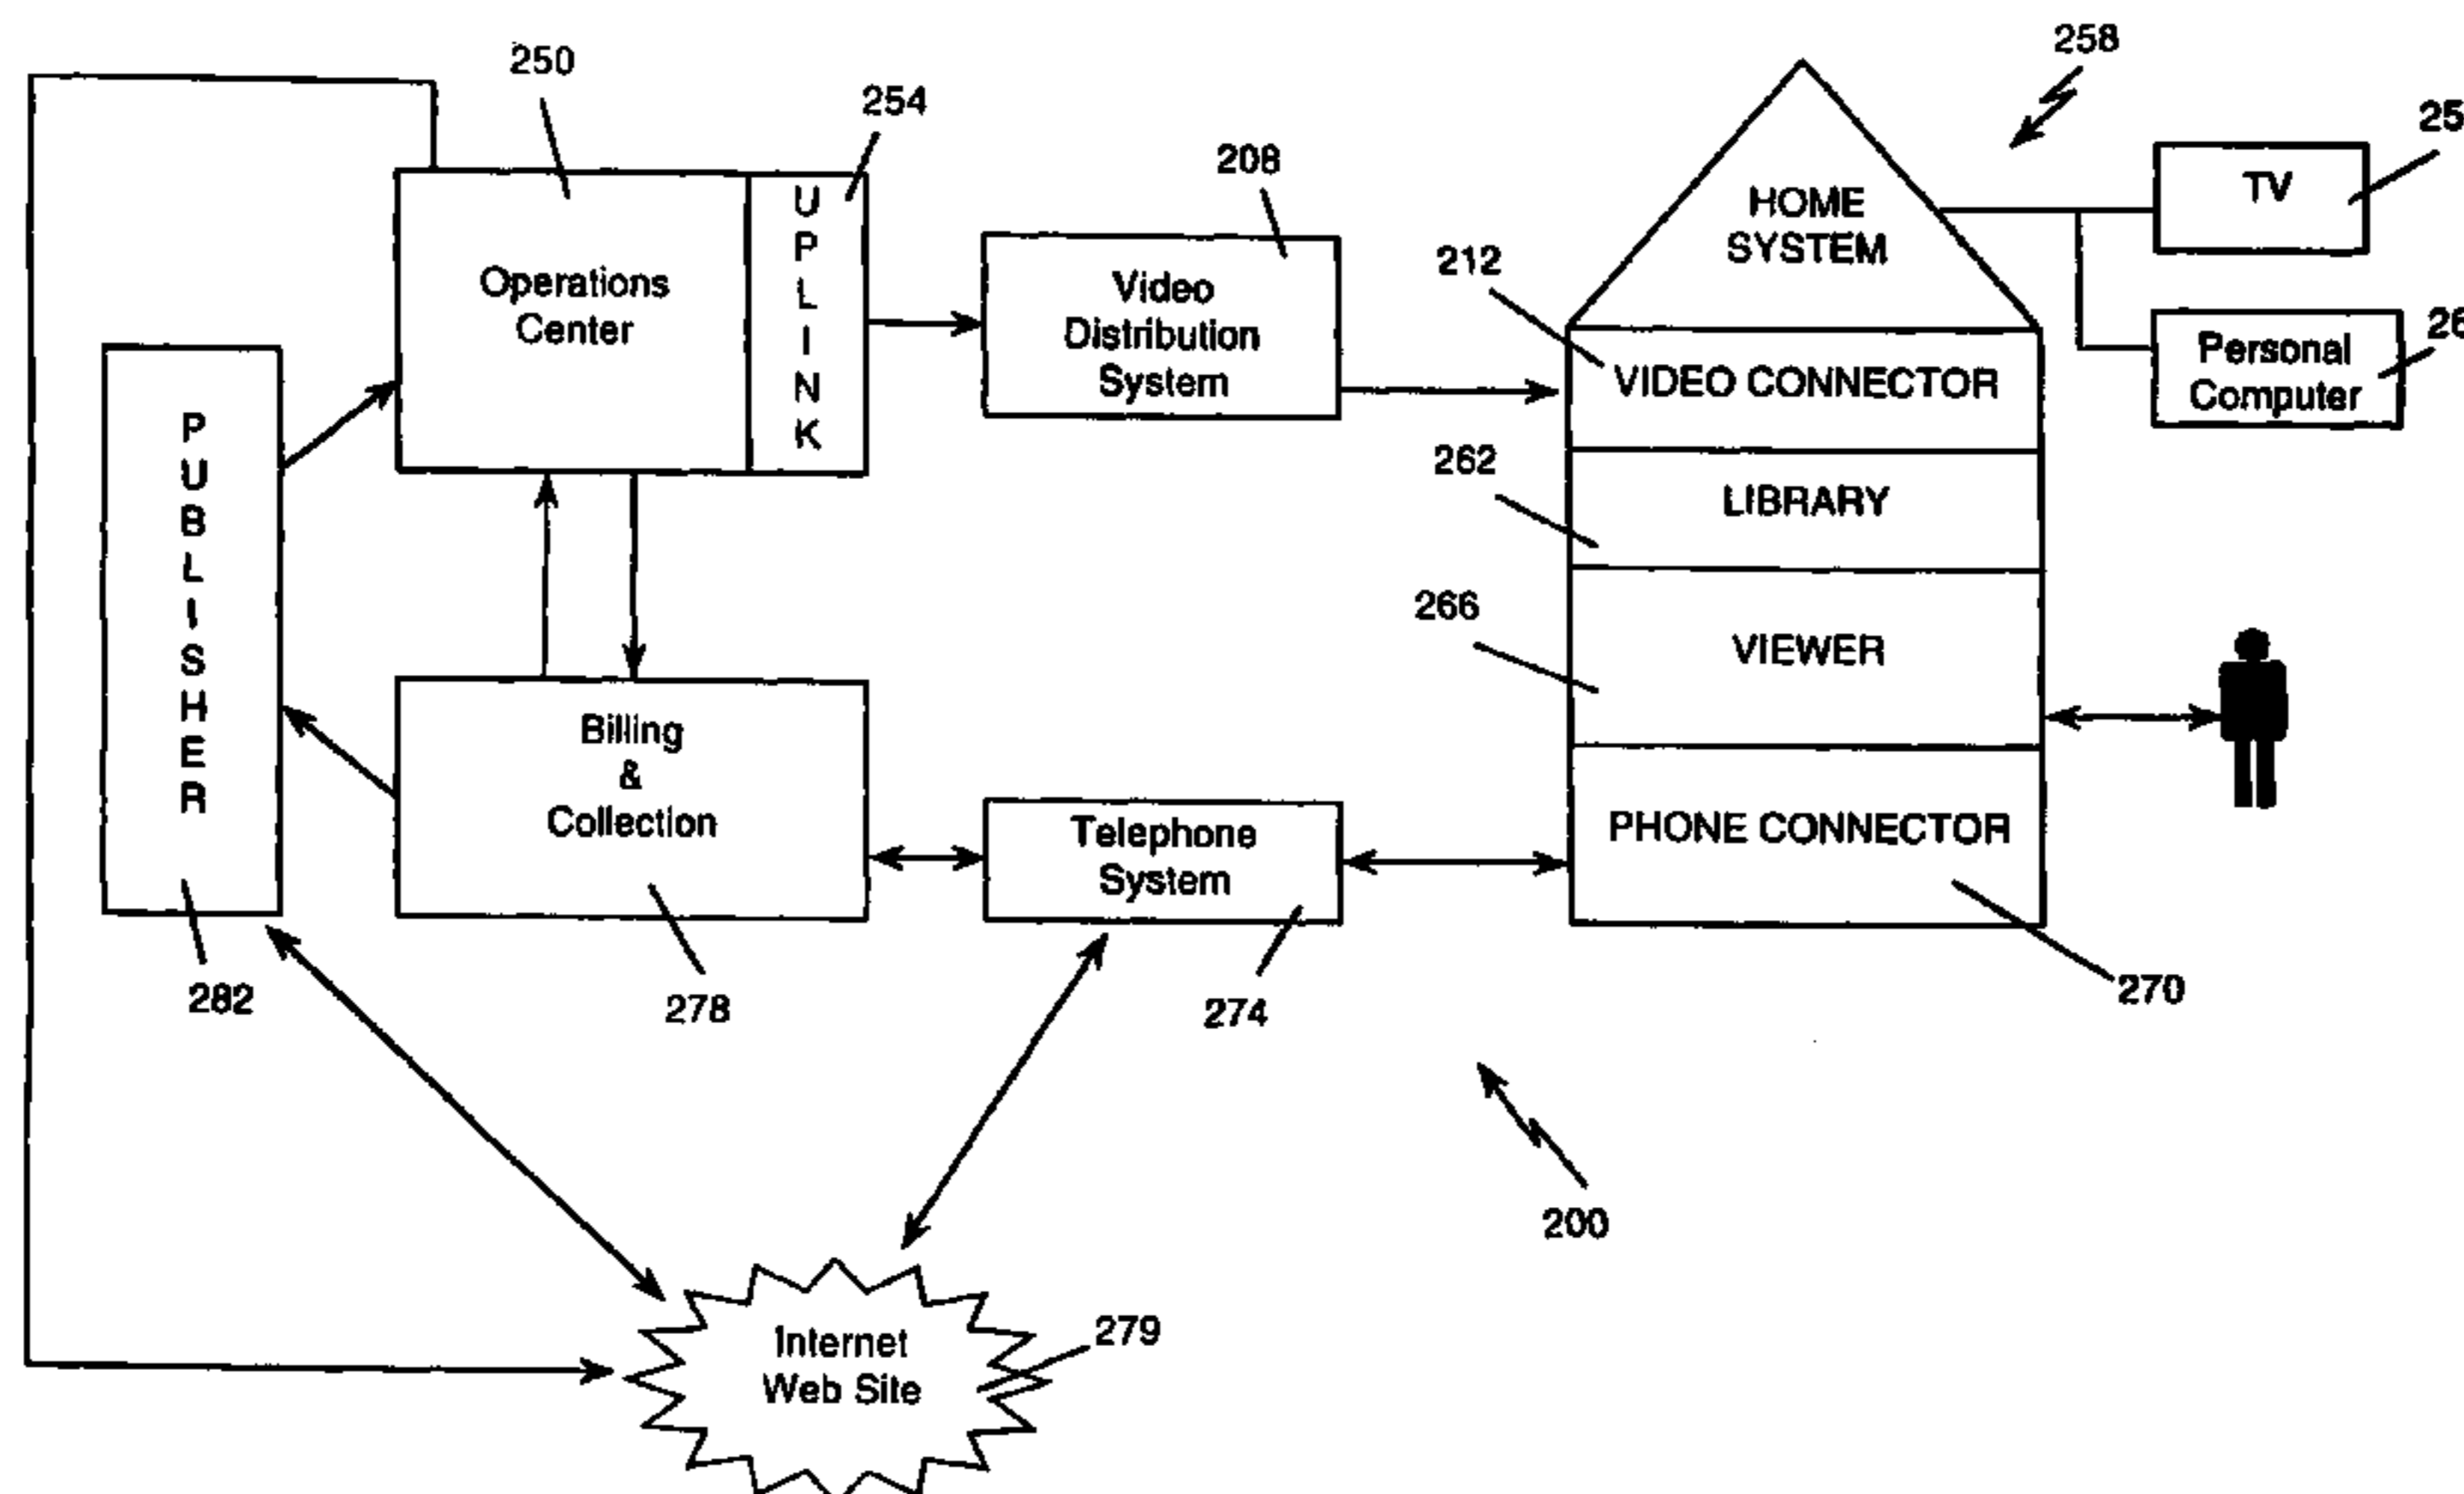 250
254
208
258
25
TV
26
Personal
Computer
Operations
Center
UPLINK
Video
Distribution
System
212
HOME
SYSTEM
VIDEO CONNECTOR
262
LIBRARY
266
VIEWER
PHONE CONNECTOR
270
PUBLISHER
282
Billing
&
Collection
278
Telephone
System
274
200
Internet
Web Site
279